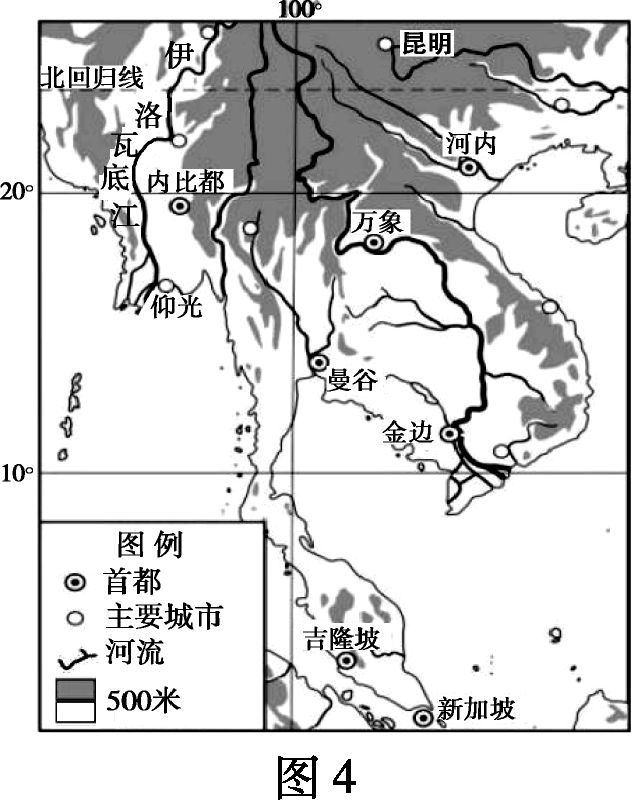 100°
昆明
伊
北回归线
洛
瓦
河内
底
内比都
20°
江
万象
仰光
曼谷
金边
10°
图例
首都
主要城市
河流
500米
吉隆坡
新加坡
图4